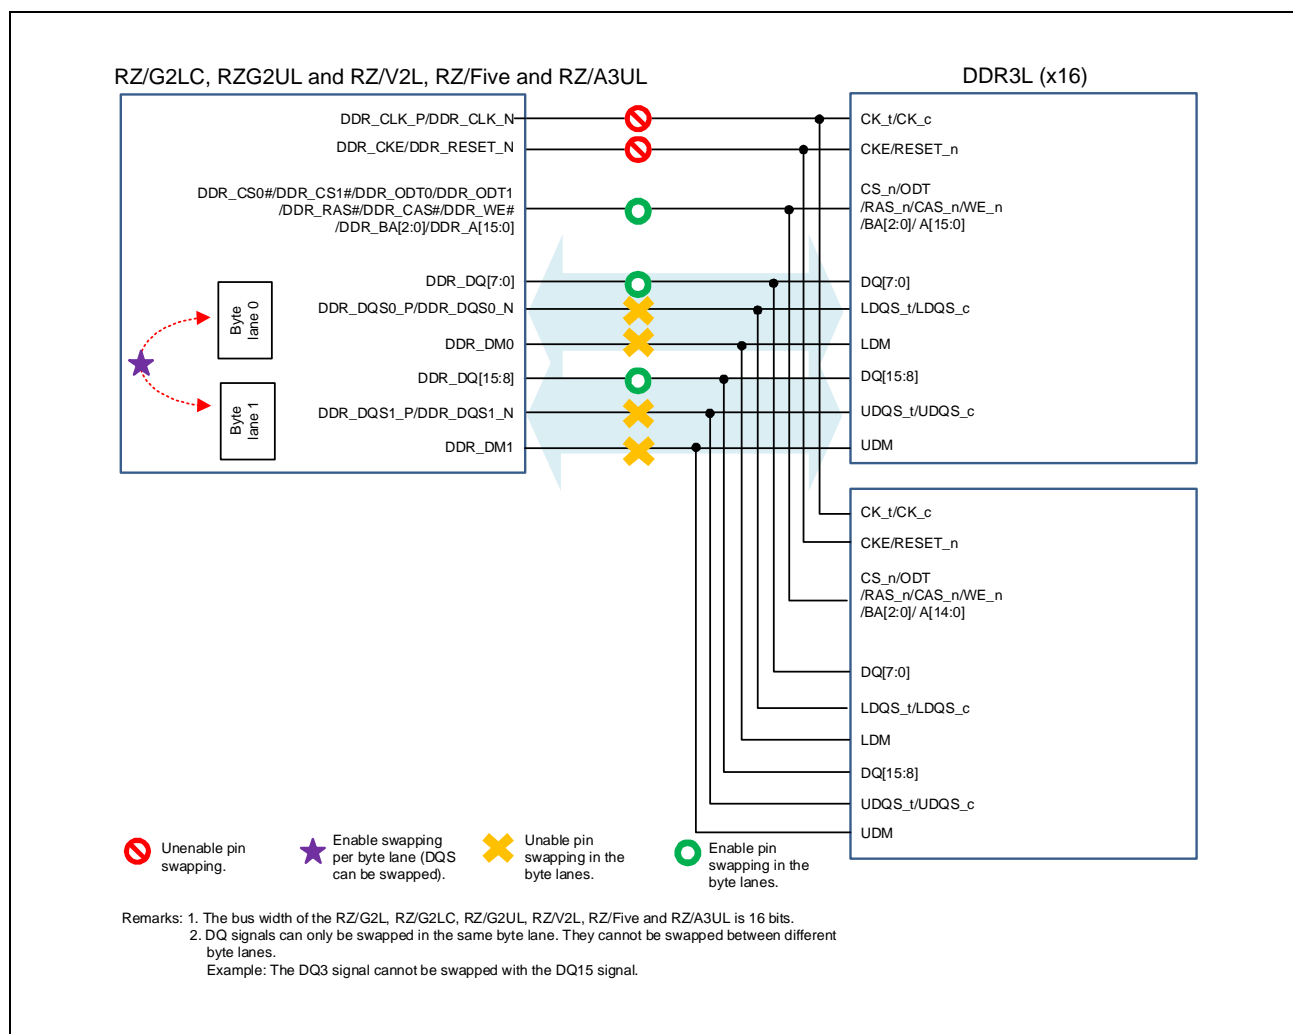 RZ/G2LC, RZG2UL and RZ/V2L, RZ/Five and RZ/A3UL
DDR3L (x16)
DDR_CLK_P/DDR_CLK_N
DDR_CKE/DDR_RESET_N
DDR_CS0#/DDR_CS1#/DDR_ODT0/DDR_ODT1
/DDR_RAS#/DDR_CAS#/DDR_WE#
/DDR_BA[2:0]/DDR_A[15:0]
DDR_DQ[7:0]
DDR_DQS0_P/DDR_DQS0_N
DDR_DM0
DDR_DQ[15:8]
DDR_DQS1_P/DDR_DQS1_N
DDR_DM1
Byte
lane 0
Byte
lane 1
CK_t/CK_c
CKE/RESET_n
CS_n/ODT
/RAS_n/CAS_n/WE_n
/BA[2:0]/ A[15:0]
DQ[7:0]
LDQS_t/LDQS_c
LDM
DQ[15:8]
UDQS_t/UDQS_c
UDM
CK_t/CK_c
CKE/RESET_n
CS_n/ODT
/RAS_n/CAS_n/WE_n
/BA[2:0]/ A[14:0]
DQ[7:0]
LDQS_t/LDQS_c
LDM
DQ[15:8]
UDQS_t/UDQS_c
UDM
Unenable pin
swapping.
Enable swapping
per byte lane (DQS
can be swapped).
Unable pin
swapping in the
byte lanes.
Enable pin
swapping in the
byte lanes.
Remarks: 1. The bus width of the RZ/G2L, RZ/G2LC, RZ/G2UL, RZ/V2L, RZ/Five and RZ/A3UL is 16 bits.
2. DQ signals can only be swapped in the same byte lane. They cannot be swapped between different
byte lanes.
Example: The DQ3 signal cannot be swapped with the DQ15 signal.